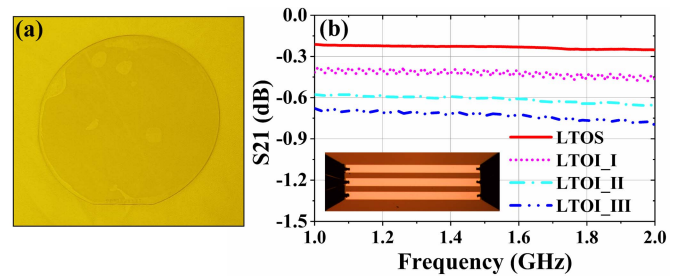 (a)
(b)
0.0
-0.3
-0.6
-0.9
-1.2
-1.5
S21 (dB)
LTOS
LTOI_I
LTOI_II
LTOI_III
1.0 1.2 1.4 1.6 1.8 2.0
Frequency (GHz)